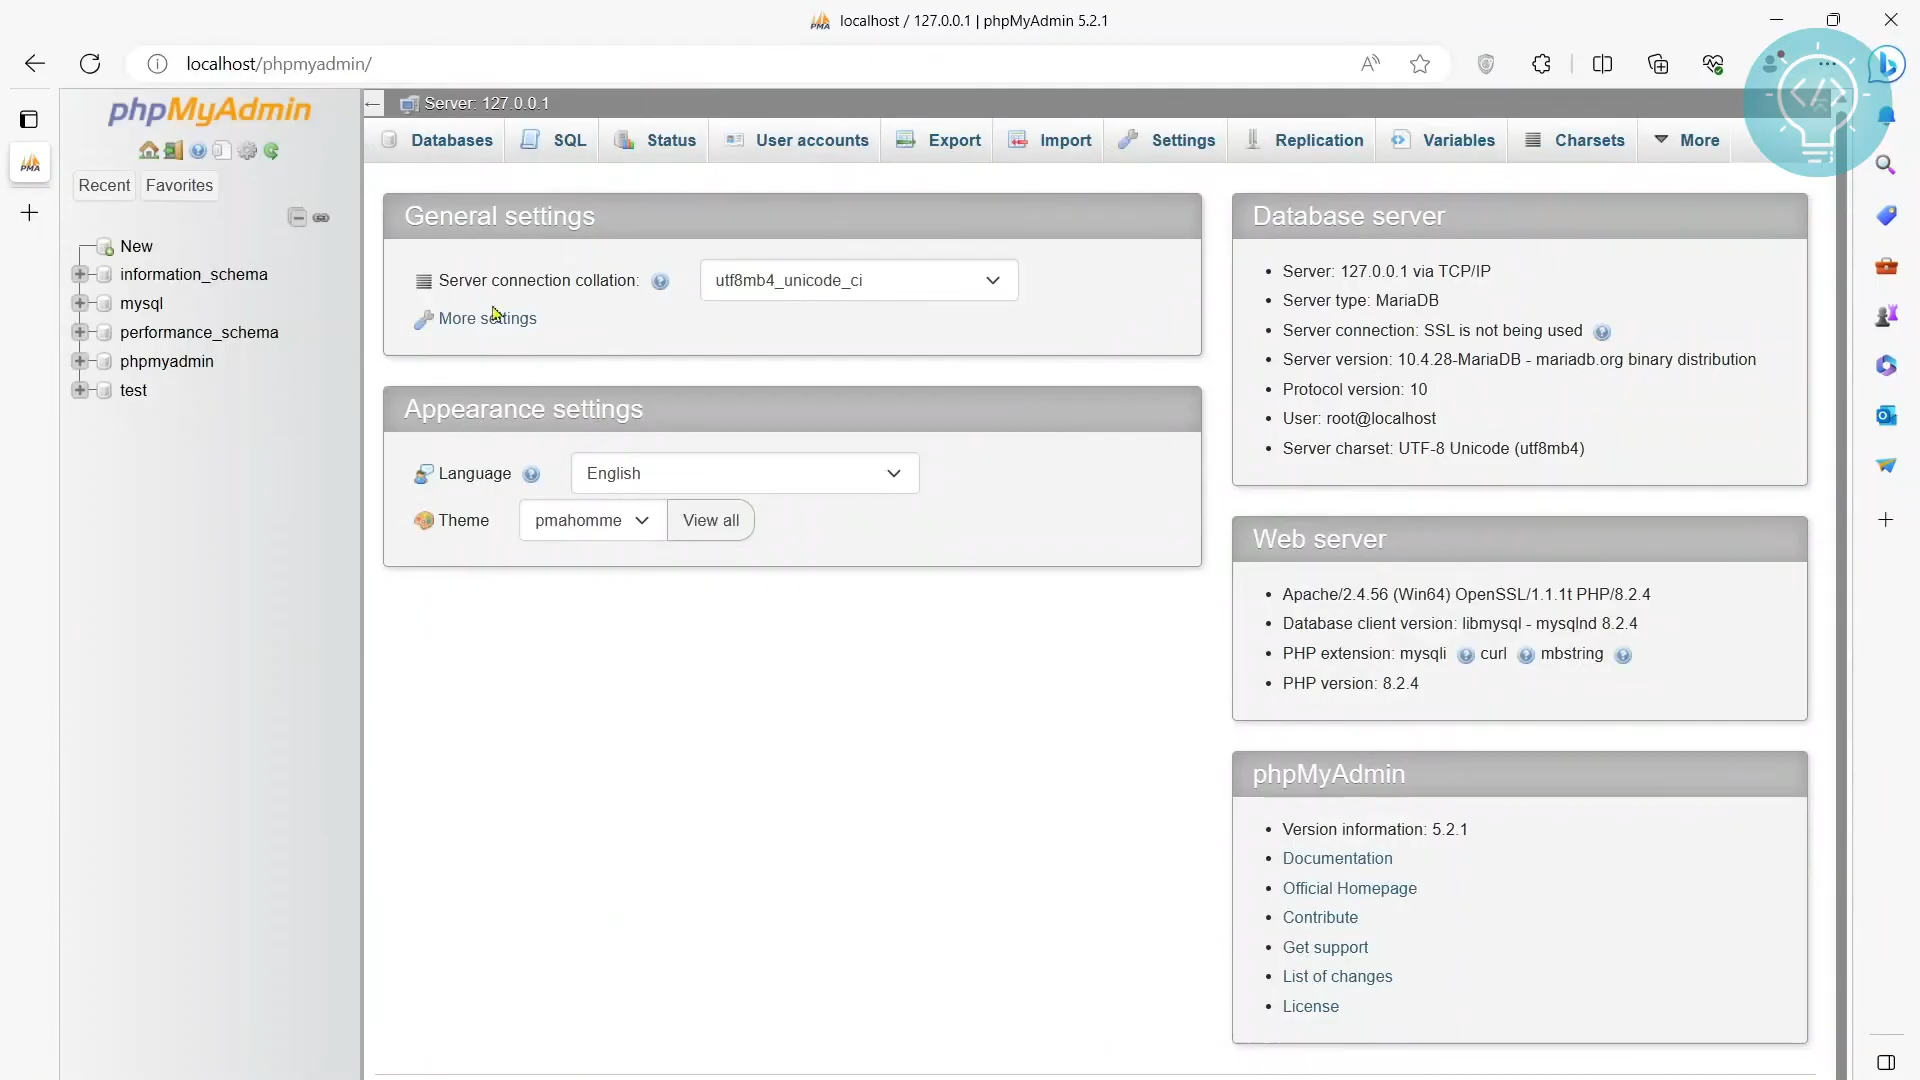 localhost / 127.0.0.1 | phpMyAdmin 5.2.1
localhost/phpmyadmin/
phpMyAdmin
Recent
Favorites
New
information_schema
mysql
performance_schema
phpmyadmin
test
Server: 127.0.0.1
Databases
SQL
Status
User accounts
Export
Import
Settings
Replication
Variables
Charsets
More
General settings
Server connection collation:
utf8mb4_unicode_ci
More settings
Appearance settings
Language
English
Theme
pmahomme
View all
Database server
Server: 127.0.0.1 via TCP/IP
Server type: MariaDB
Server connection: SSL is not being used
Server version: 10.4.28-MariaDB - mariadb.org binary distribution
Protocol version: 10
User: root@localhost
Server charset: UTF-8 Unicode (utf8mb4)
Web server
Apache/2.4.56 (Win64) OpenSSL/1.1.1t PHP/8.2.4
Database client version: libmysql - mysqlnd 8.2.4
PHP extension: mysqli curl mbstring
PHP version: 8.2.4
phpMyAdmin
Version information: 5.2.1
Documentation
Official Homepage
Contribute
Get support
List of changes
License